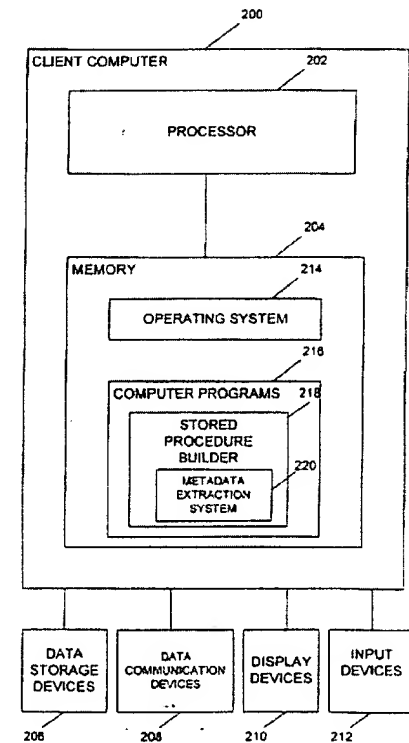 200
CLIENT COMPUTER
202
PROCESSOR
204
MEMORY
214
OPERATING SYSTEM
216
COMPUTER PROGRAMS
218
STORED
PROCEDURE
BUILDER
220
METADATA
EXTRACTION
SYSTEM
DATA
STORAGE
DEVICES
DATA
COMMUNICATION
DEVICES
DISPLAY
DEVICES
INPUT
DEVICES
206
208
210
212